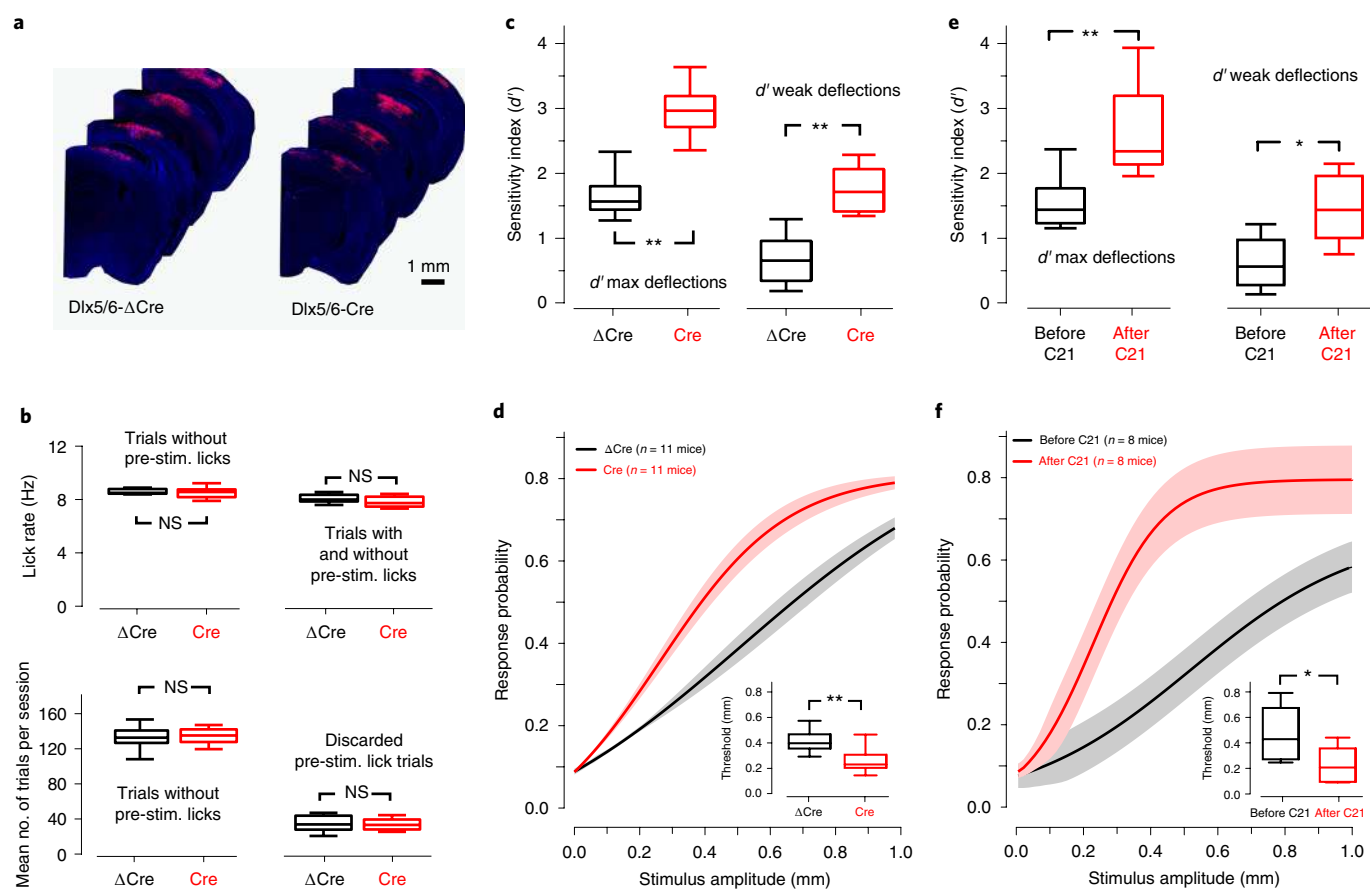 a
Dlx5/6-ΔCre
Dlx5/6-Cre
1 mm
b
Lick rate (Hz)
12
8
4
0
Trials without
pre-stim. licks
NS
ΔCre
Cre
NS
Trials with
and without
pre-stim. licks
ΔCre
Cre
Mean no. of trials per session
160
120
80
40
0
NS
Trials without
pre-stim. licks
ΔCre
Cre
Discarded
pre-stim. lick trials
NS
ΔCre
Cre
c
Sensitivity index (d′)
4
3
2
1
0
**
d′ max deflections
ΔCre
Cre
d′ weak deflections
**
ΔCre
Cre
d
Response probability
0.8
0.6
0.4
0.2
0.0
ΔCre (n = 11 mice)
Cre (n = 11 mice)
Threshold (mm)
0.8
0.6
0.4
0.2
0.0
**
ΔCre
Cre
0.0
0.2
0.4
0.6
0.8
1.0
Stimulus amplitude (mm)
e
Sensitivity index (d′)
4
3
2
1
0
**
d′ max deflections
Before
C21
After
C21
d′ weak deflections
*
Before
C21
After
C21
f
Response probability
0.8
0.6
0.4
0.2
0.0
Before C21 (n = 8 mice)
After C21 (n = 8 mice)
Threshold (mm)
0.8
0.6
0.4
0.2
0.0
*
Before C21
After C21
0.0
0.2
0.4
0.6
0.8
1.0
Stimulus amplitude (mm)